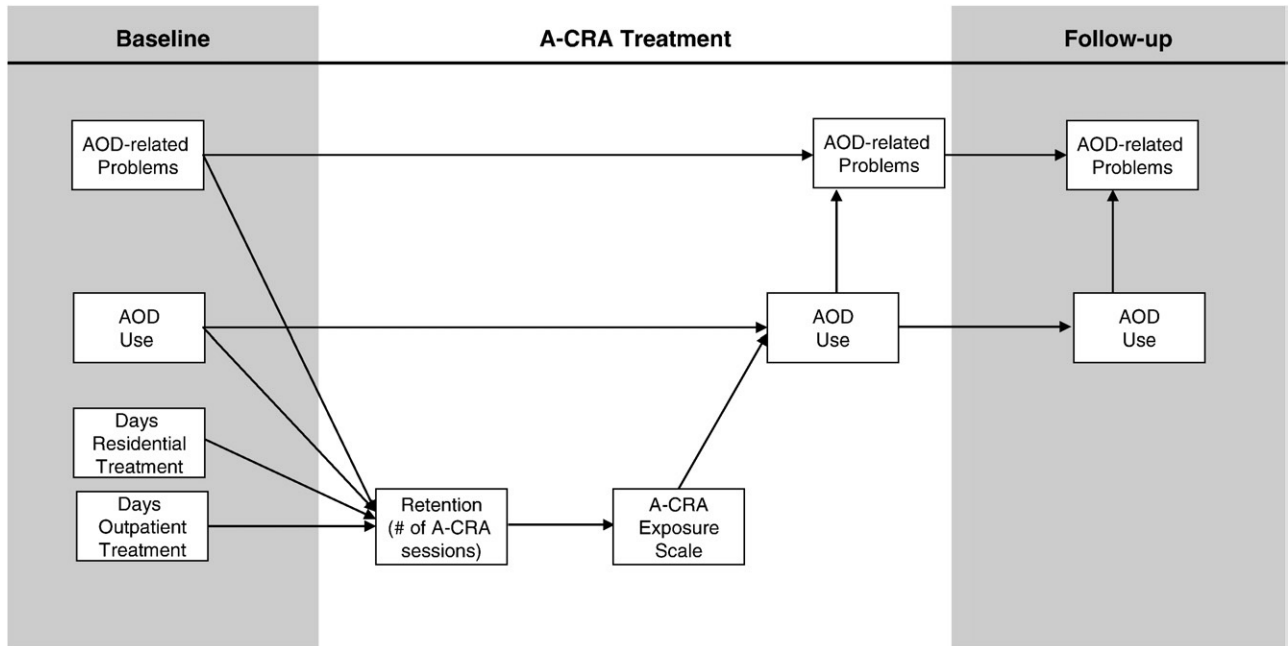 Baseline
A-CRA Treatment
Follow-up
AOD-related
Problems
AOD-related
Problems
AOD-related
Problems
AOD
Use
AOD
Use
AOD
Use
Days
Residential
Treatment
Days
Outpatient
Treatment
Retention
(# of A-CRA
sessions)
A-CRA
Exposure
Scale